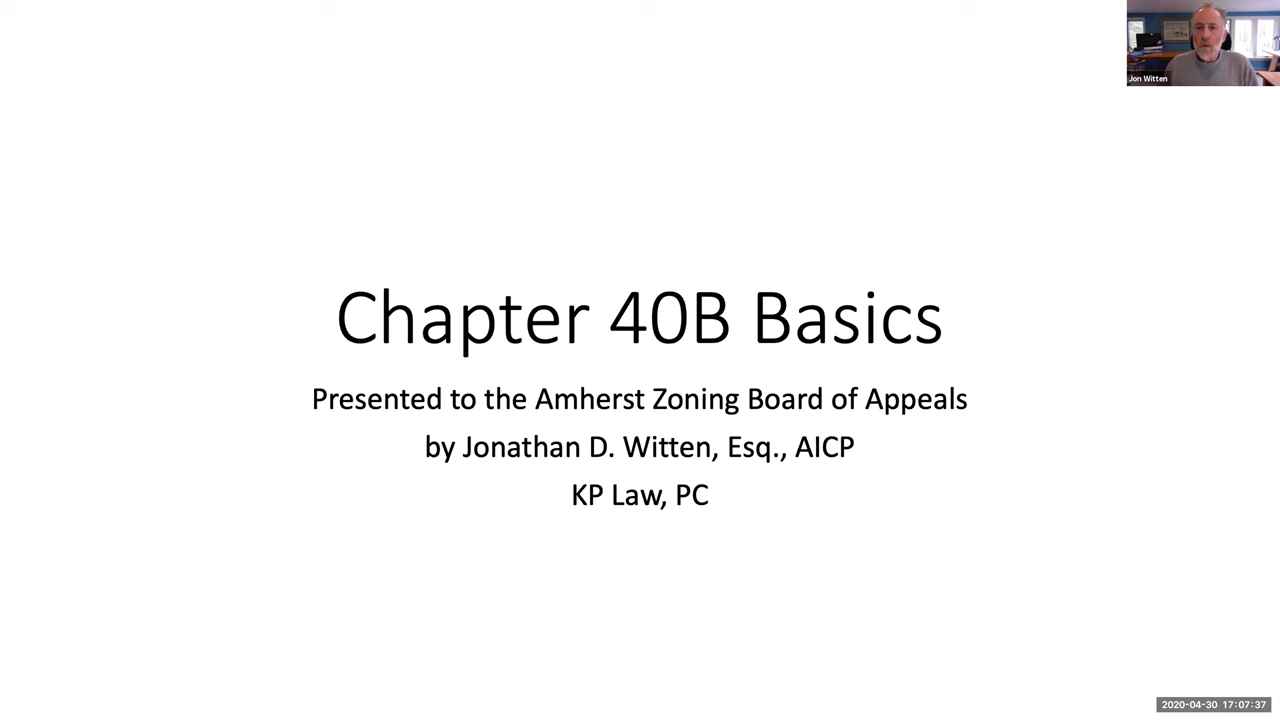 Jon Witten
Chapter 40B Basics
Presented to the Amherst Zoning Board of Appeals
by Jonathan D. Witten, Esq., AICP
KP Law, PC
2020-04-30 17:07:37